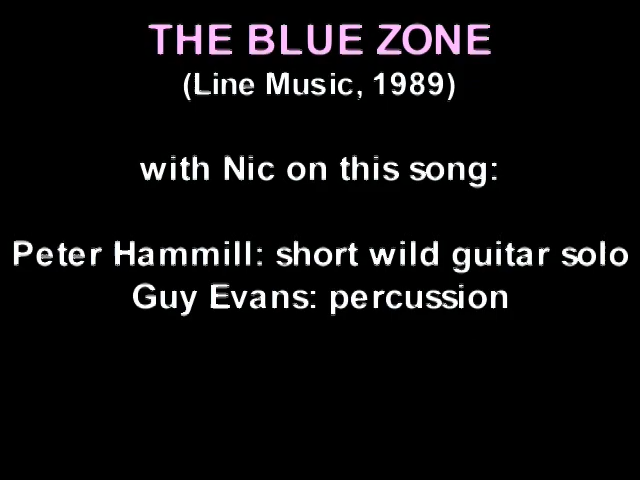 THE BLUE ZONE
(Line Music, 1989)
with Nic on this song:
Peter Hammill: short wild guitar solo
Guy Evans: percussion